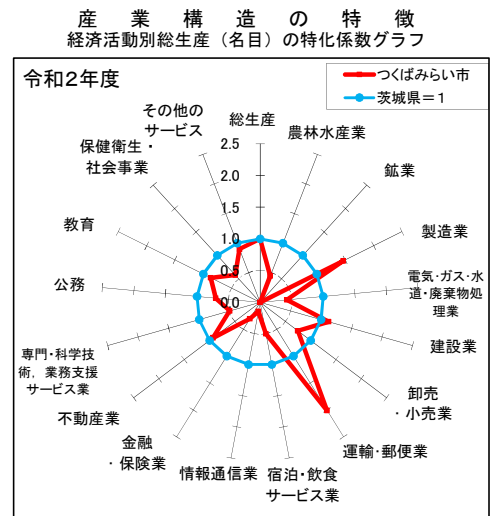 産業構造の特徴
経済活動別総生産（名目）の特化係数グラフ
令和2年度
つくばみらい市
茨城県＝1
総生産
農林水産業
鉱業
製造業
電気・ガス・水
道・廃棄物処
理業
建設業
卸売
・小売業
運輸・郵便業
宿泊・飲食
サービス業
情報通信業
金融
・保険業
不動産業
専門・科学技
術，業務支援
サービス業
公務
教育
保健衛生・
社会事業
その他の
サービス
2.5
2.0
1.5
1.0
0.5
0.0